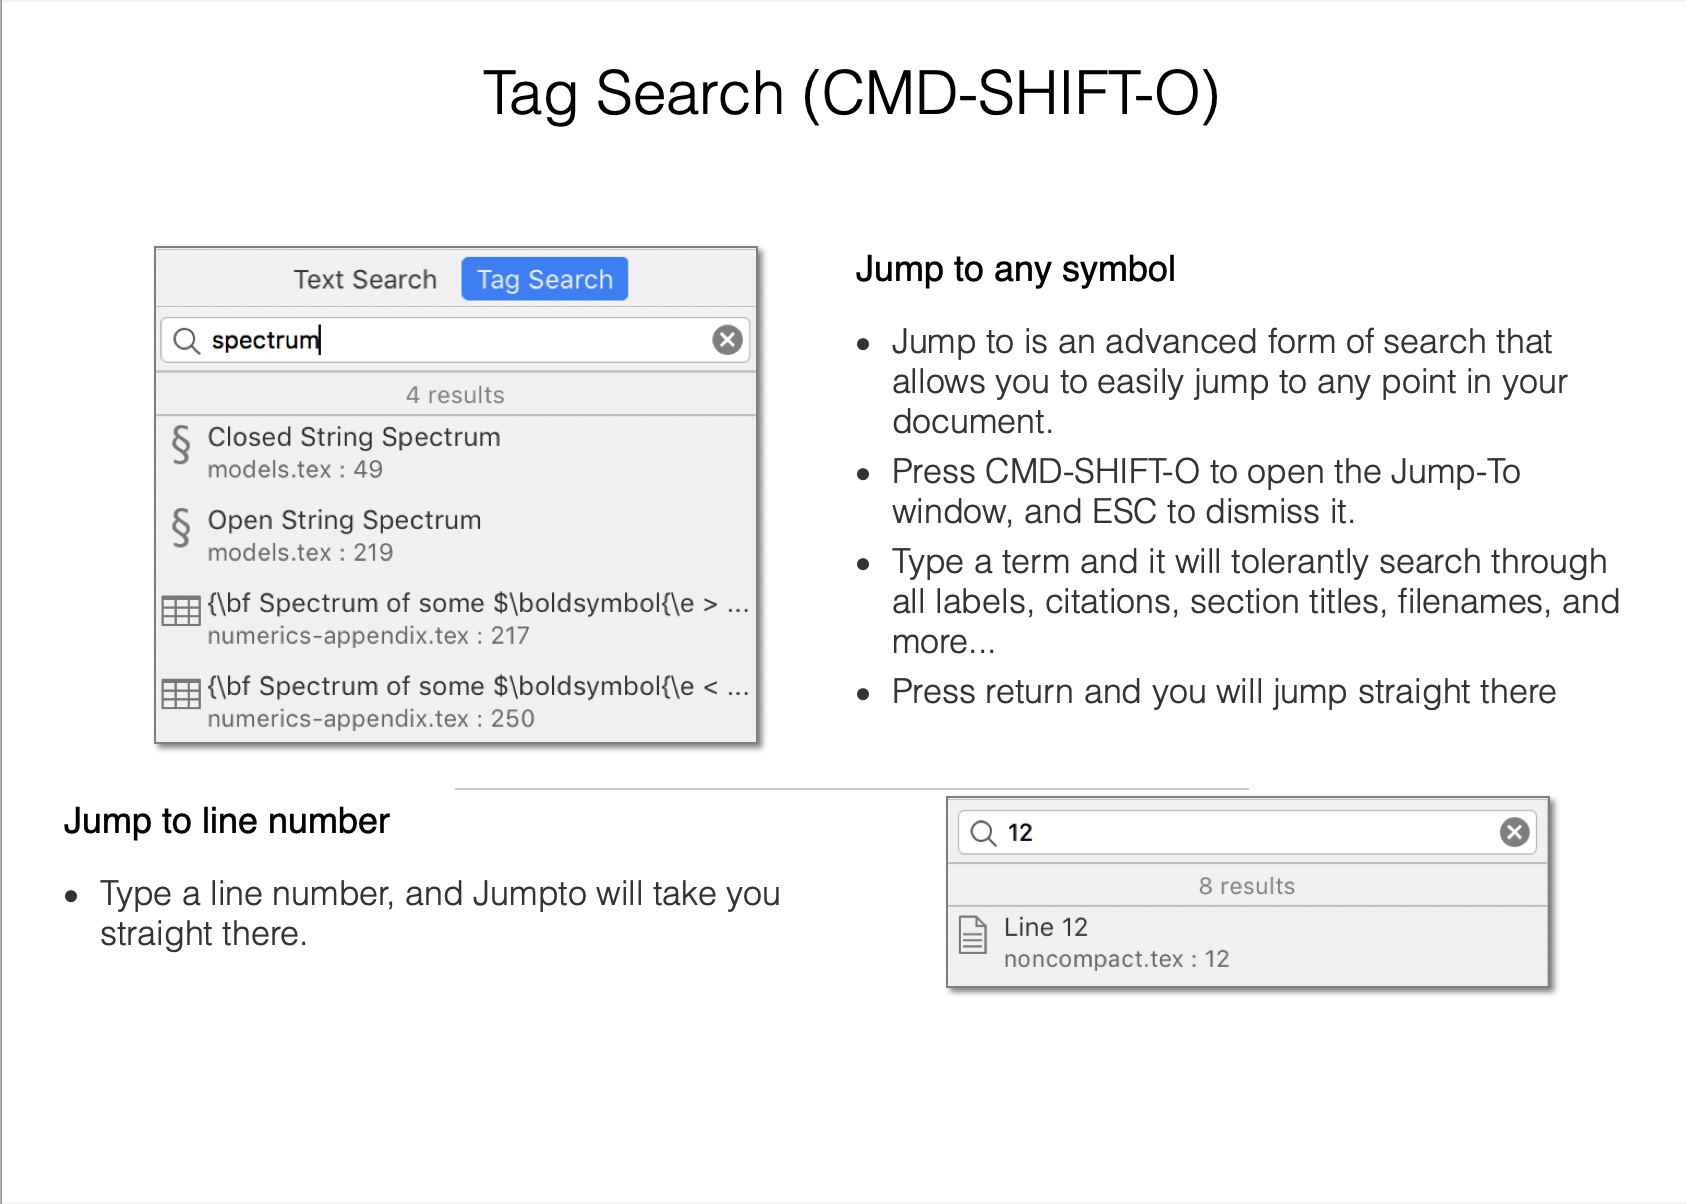 Tag Search (CMD-SHIFT-O)
Text Search Tag Search
spectrum
4 results
§ Closed String Spectrum
models.tex : 49
§ Open String Spectrum
models.tex : 219
{\bf Spectrum of some $\boldsymbol{\e > ...
numerics-appendix.tex : 217
{\bf Spectrum of some $\boldsymbol{\e < ...
numerics-appendix.tex : 250
Jump to any symbol
• Jump to is an advanced form of search that
allows you to easily jump to any point in your
document.
• Press CMD-SHIFT-O to open the Jump-To
window, and ESC to dismiss it.
• Type a term and it will tolerantly search through
all labels, citations, section titles, filenames, and
more...
• Press return and you will jump straight there
Jump to line number
• Type a line number, and Jumpto will take you
straight there.
12
8 results
Line 12
noncompact.tex : 12